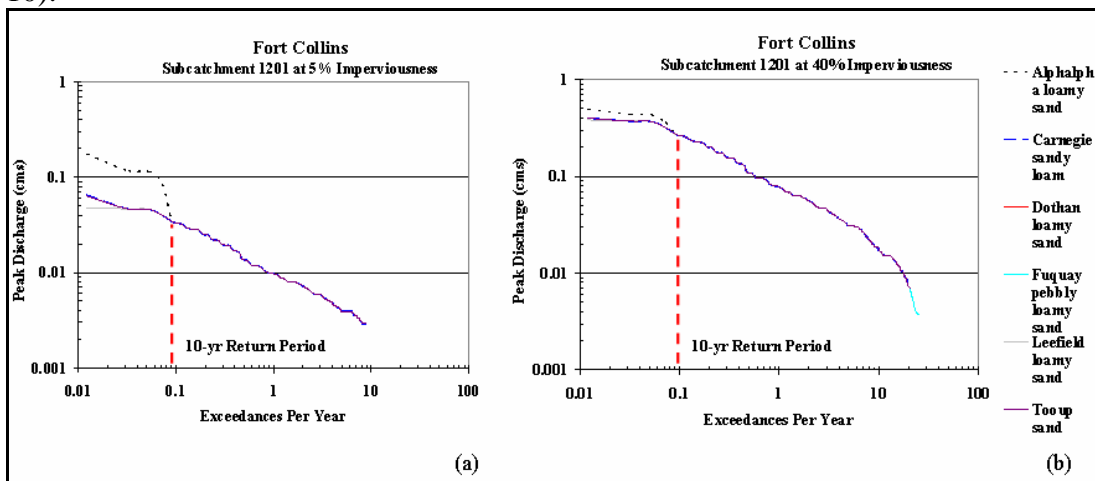 Fort Collins
Subcatchment 1201 at 5% Imperviousness
1
0.1
0.01
0.001
Peak Discharge (cms)
10-yr Return Period
0.01 0.1 1 10 100
Exceedances Per Year
(a)
Fort Collins
Subcatchment 1201 at 40% Imperviousness
1
0.1
0.01
0.001
Peak Discharge (cms)
10-yr Return Period
0.01 0.1 1 10 100
Exceedances Per Year
(b)
Alphalph
a loamy
sand
Carnegie
sandy
loam
Dothan
loamy
sand
Fuquay
pebbly
loamy
sand
Leefield
loamy
sand
Tooup
sand